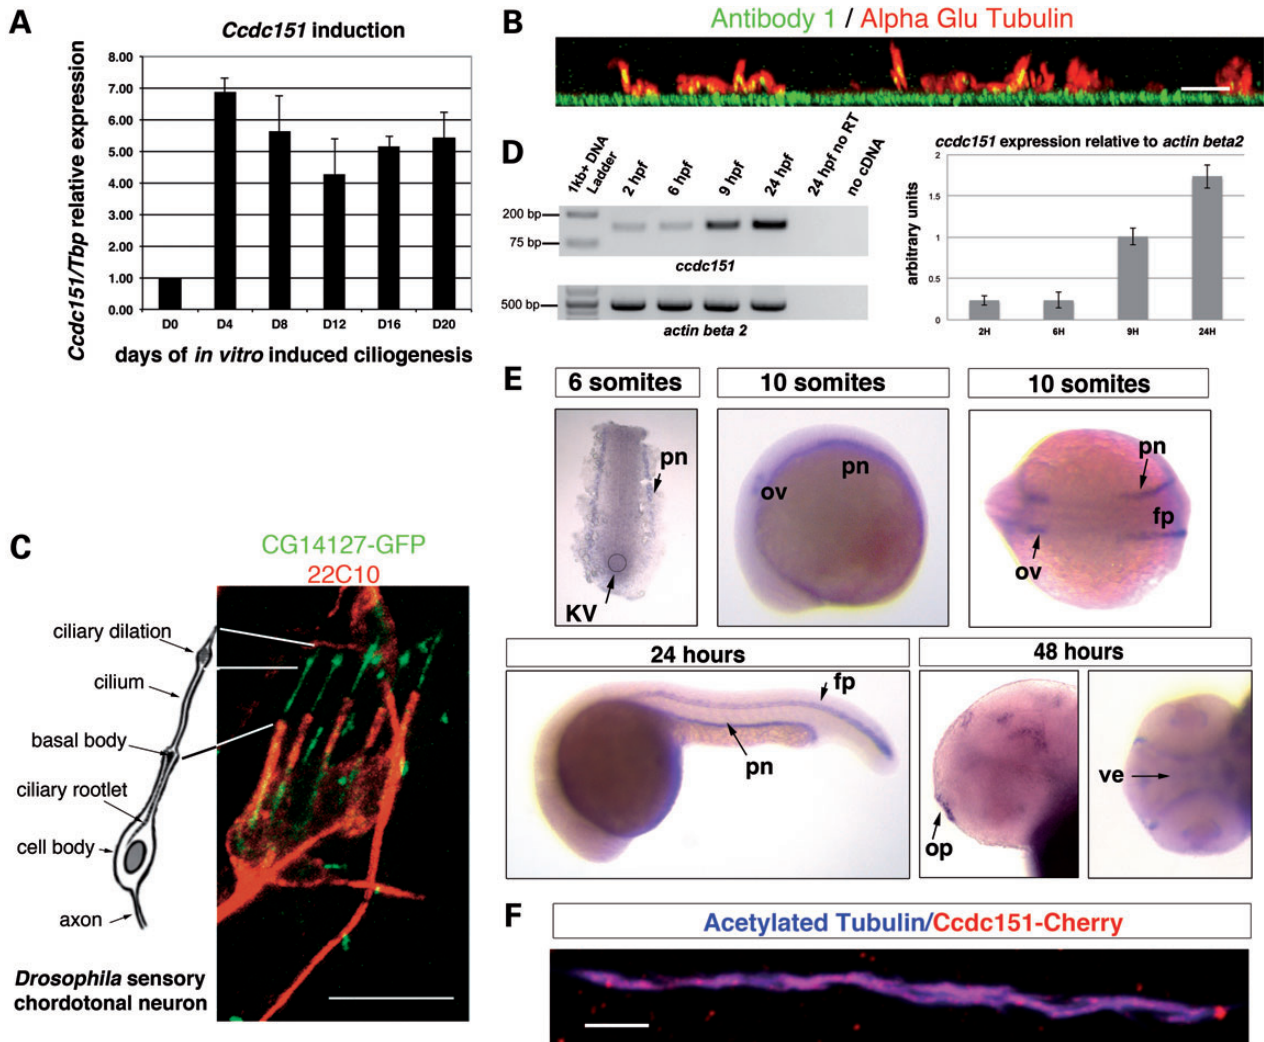 A
Ccdc151 induction
Ccdc151/Tbp relative expression
8.00
7.00
6.00
5.00
4.00
3.00
2.00
1.00
0.00
D0 D4 D8 D12 D16 D20
days of in vitro induced ciliogenesis
B
Antibody 1 / Alpha Glu Tubulin
D
1kb+ DNA Ladder
2 hpf
6 hpf
9 hpf
24 hpf
24 hpf no RT
no cDNA
200 bp
75 bp
ccdc151
500 bp
actin beta 2
ccdc151 expression relative to actin beta2
arbitrary units
2
1.5
1
0.5
0
2H 6H 9H 24H
C
CG14127-GFP
22C10
ciliary dilation
cilium
basal body
ciliary rootlet
cell body
axon
Drosophila sensory
chordotonal neuron
E
6 somites
pn
KV
10 somites
pn
ov
10 somites
pn
fp
ov
24 hours
fp
pn
48 hours
op
ve
F
Acetylated Tubulin/Ccdc151-Cherry